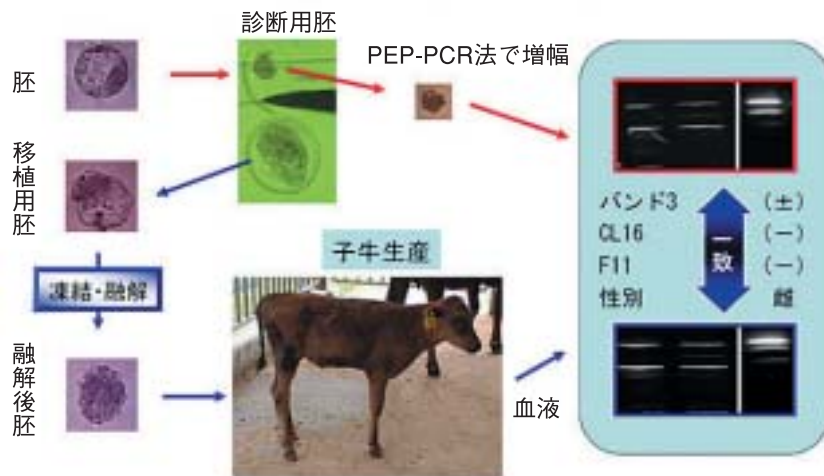 診断用胚
PEP-PCR法で増幅
胚
移植用胚
凍結・融解
融解後胚
子牛生産
血液
バンド3 (±)
CL16 (－)
F11 (－)
性別 雌
一致